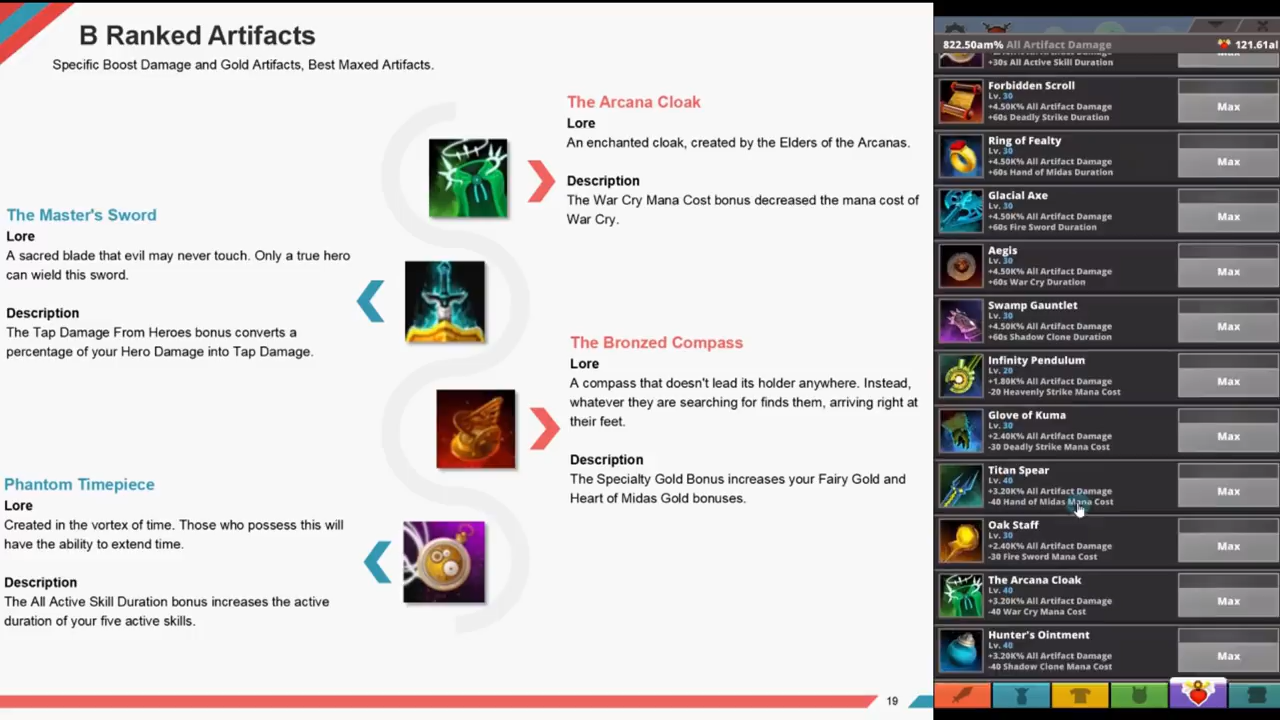 B Ranked Artifacts
Specific Boost Damage and Gold Artifacts, Best Maxed Artifacts.
The Arcana Cloak
Lore
An enchanted cloak, created by the Elders of the Arcanas.
Description
The War Cry Mana Cost bonus decreased the mana cost of
War Cry.
The Master's Sword
Lore
A sacred blade that evil may never touch. Only a true hero
can wield this sword.
Description
The Tap Damage From Heroes bonus converts a
percentage of your Hero Damage into Tap Damage.
The Bronzed Compass
Lore
A compass that doesn't lead its holder anywhere. Instead,
whatever they are searching for finds them, arriving right at
their feet.
Description
The Specialty Gold Bonus increases your Fairy Gold and
Heart of Midas Gold bonuses.
Phantom Timepiece
Lore
Created in the vortex of time. Those who possess this will
have the ability to extend time.
Description
The All Active Skill Duration bonus increases the active
duration of your five active skills.
19
822.50am% All Artifact Damage
121.61al
+30s All Active Skill Duration
Max
Forbidden Scroll
Lv. 30
+4.50K% All Artifact Damage
+60s Deadly Strike Duration
Max
Ring of Fealty
Lv. 30
+4.50K% All Artifact Damage
+60s Hand of Midas Duration
Max
Glacial Axe
Lv. 30
+4.50K% All Artifact Damage
+60s Fire Sword Duration
Max
Aegis
Lv. 30
+4.50K% All Artifact Damage
+60s War Cry Duration
Max
Swamp Gauntlet
Lv. 30
+4.50K% All Artifact Damage
+60s Shadow Clone Duration
Max
Infinity Pendulum
Lv. 20
+1.80K% All Artifact Damage
-20 Heavenly Strike Mana Cost
Max
Glove of Kuma
Lv. 30
+2.40K% All Artifact Damage
-30 Deadly Strike Mana Cost
Max
Titan Spear
Lv. 40
+3.20K% All Artifact Damage
-40 Hand of Midas Mana Cost
Max
Oak Staff
Lv. 30
+2.40K% All Artifact Damage
-30 Fire Sword Mana Cost
Max
The Arcana Cloak
Lv. 40
+3.20K% All Artifact Damage
-40 War Cry Mana Cost
Max
Hunter's Ointment
Lv. 40
+3.20K% All Artifact Damage
-40 Shadow Clone Mana Cost
Max